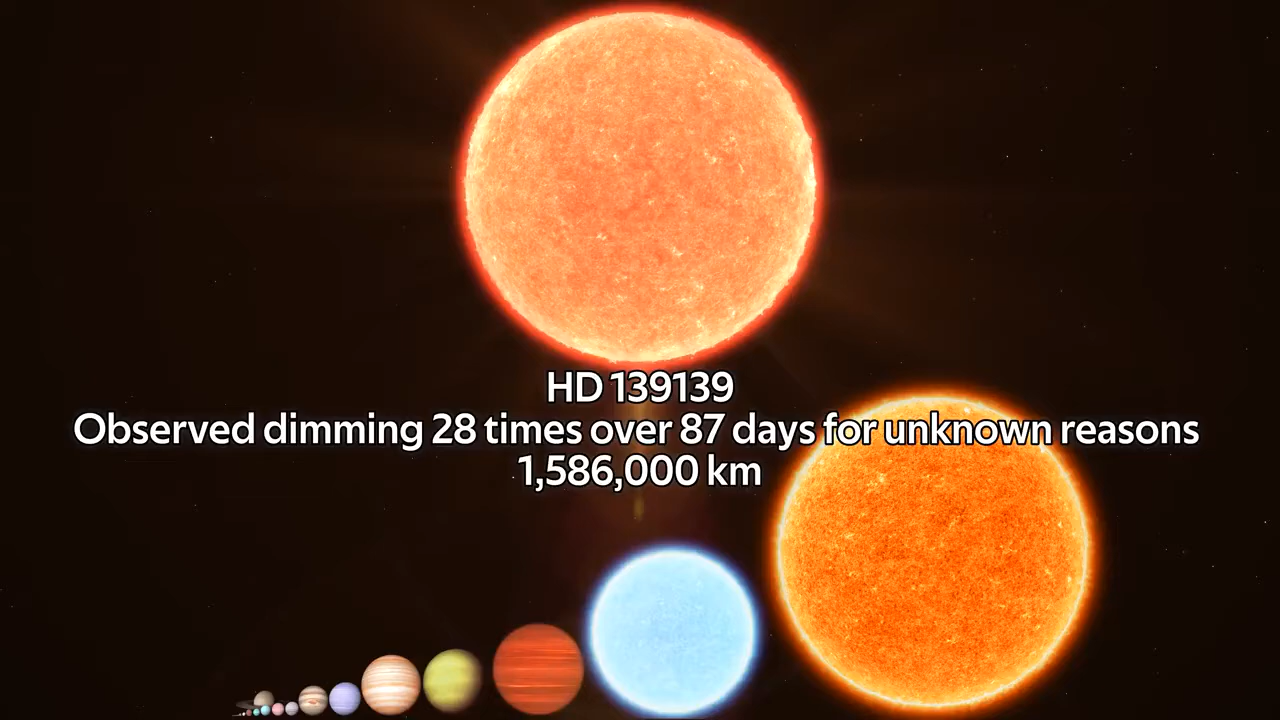 HD 139139
Observed dimming 28 times over 87 days for unknown reasons
1,586,000 km